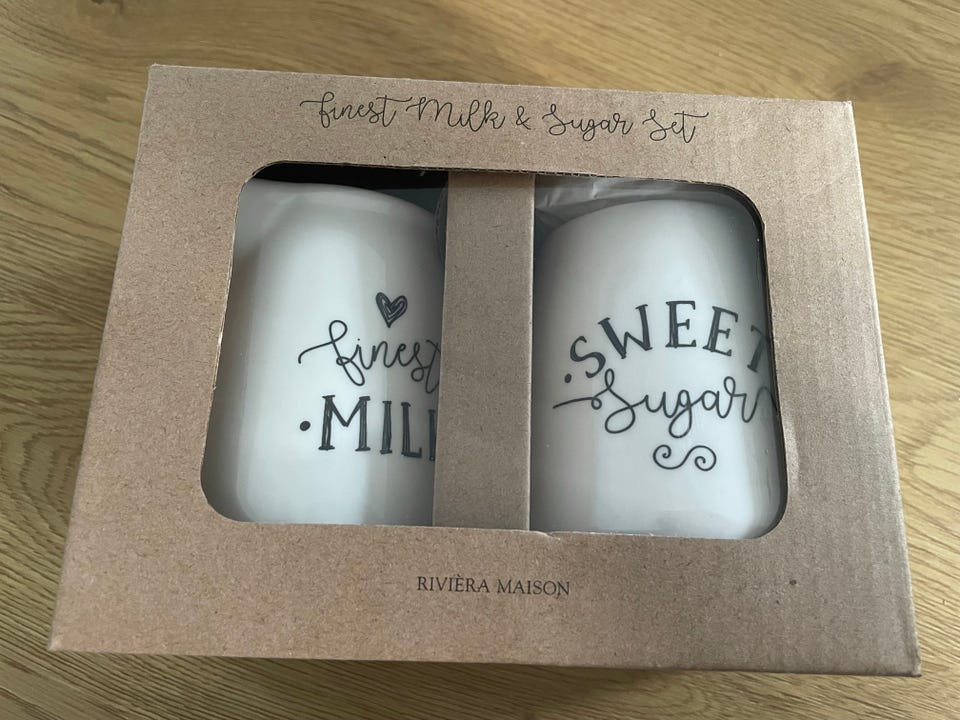 finest Milk & Sugar Set
finest
·MIL
·SWEET
Sugar
RIVIÈRA MAISON